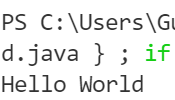 PS C:\Users\Gu
d.java } ; if
Hello World